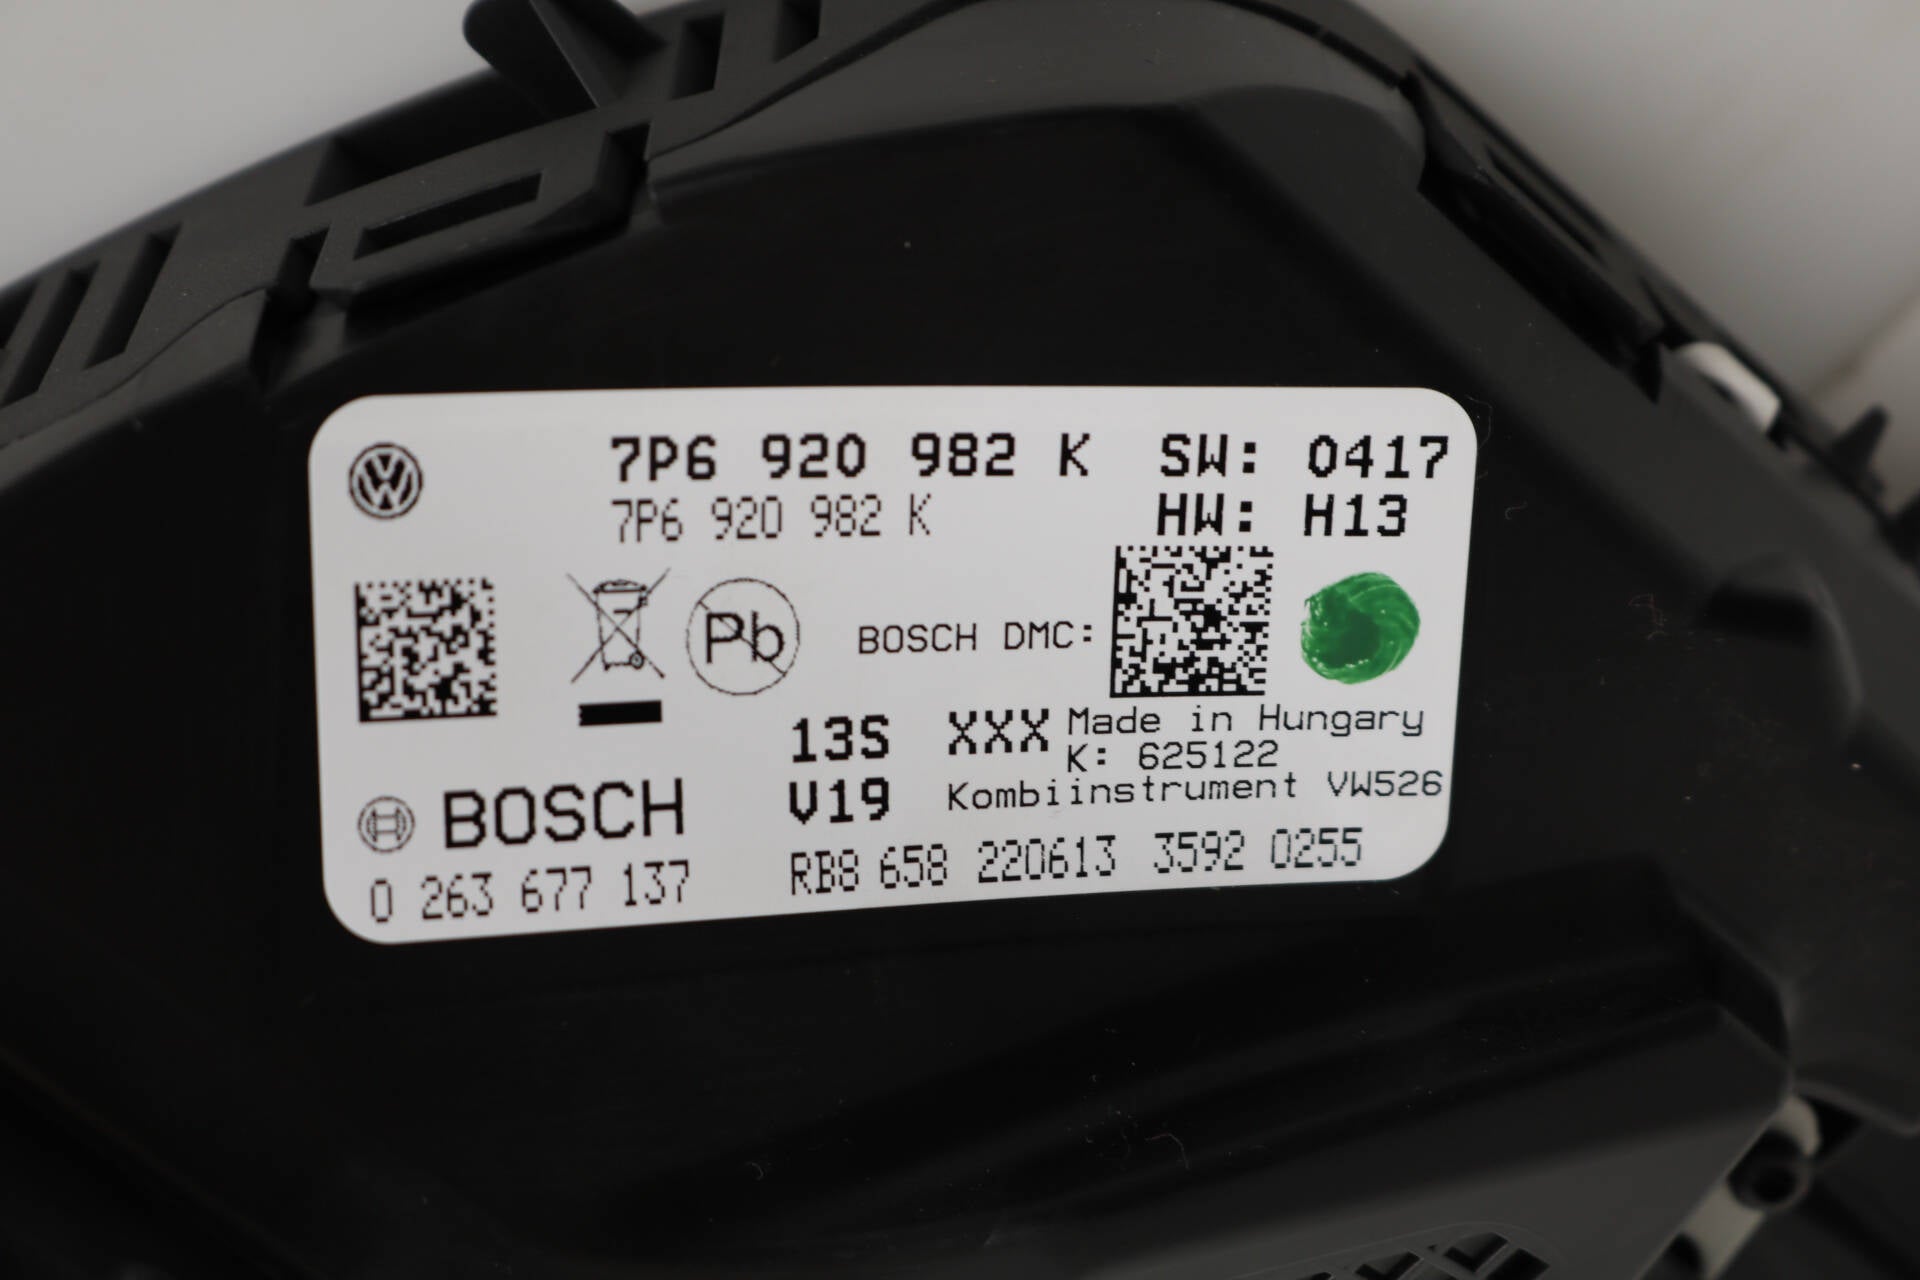 7P6 920 982 K SW: 0417
7P6 920 982 K HW: H13
Pb BOSCH DMC:
13S XXX Made in Hungary
K: 625122
V19 Kombiinstrument VW526
BOSCH
0 263 677 137 RB8 658 220613 3592 0255